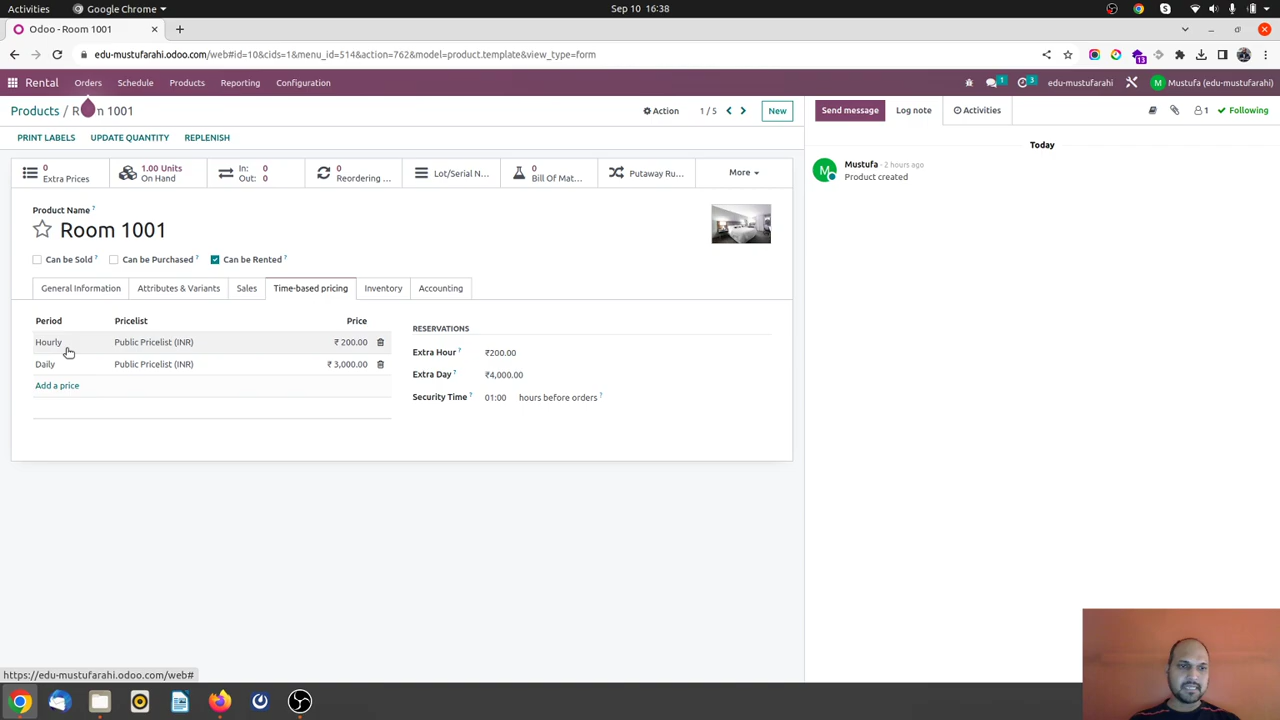 Activities
Google Chrome
Sep 10 16:38
Odoo - Room 1001
edu-mustufarahi.odoo.com/web#id=10&cids=1&menu_id=514&action=762&model=product.template&view_type=form
13
Rental
Orders
Schedule
Products
Reporting
Configuration
1
3
edu-mustufarahi
M
Mustufa (edu-mustufarahi)
Products / R n 1001
Action
1 / 5
New
Send message
Log note
Activities
1
Following
PRINT LABELS
UPDATE QUANTITY
REPLENISH
0
Extra Prices
1.00 Units
On Hand
In: 0
Out: 0
0
Reordering ...
Lot/Serial N...
0
Bill Of Mat...
Putaway Ru...
More
Today
M
Mustufa - 2 hours ago
Product created
Product Name ?
Room 1001
Can be Sold ?
Can be Purchased ?
Can be Rented ?
General Information
Attributes & Variants
Sales
Time-based pricing
Inventory
Accounting
Period
Pricelist
Price
Hourly
Public Pricelist (INR)
₹ 200.00
Daily
Public Pricelist (INR)
₹ 3,000.00
Add a price
RESERVATIONS
Extra Hour ?
₹200.00
Extra Day ?
₹4,000.00
Security Time ?
01:00
hours before orders ?
https://edu-mustufarahi.odoo.com/web#